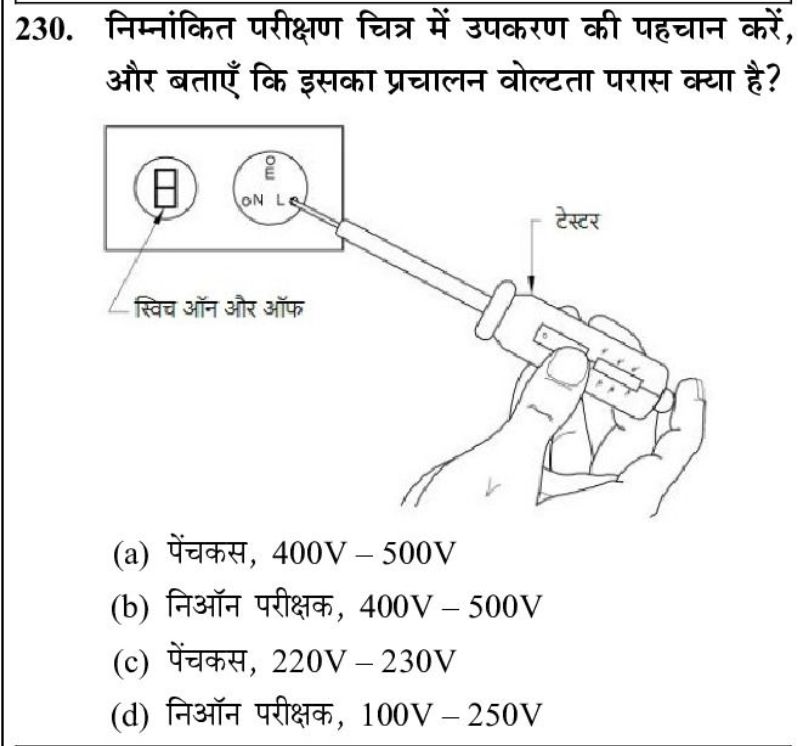 230. निम्नांकित परीक्षण चित्र में उपकरण की पहचान करें,
और बताएँ कि इसका प्रचालन वोल्टता परास क्या है?
E
N L
टेस्टर
स्विच ऑन और ऑफ
(a) पेंचकस, 400V – 500V
(b) निऑन परीक्षक, 400V – 500V
(c) पेंचकस, 220V – 230V
(d) निऑन परीक्षक, 100V – 250V